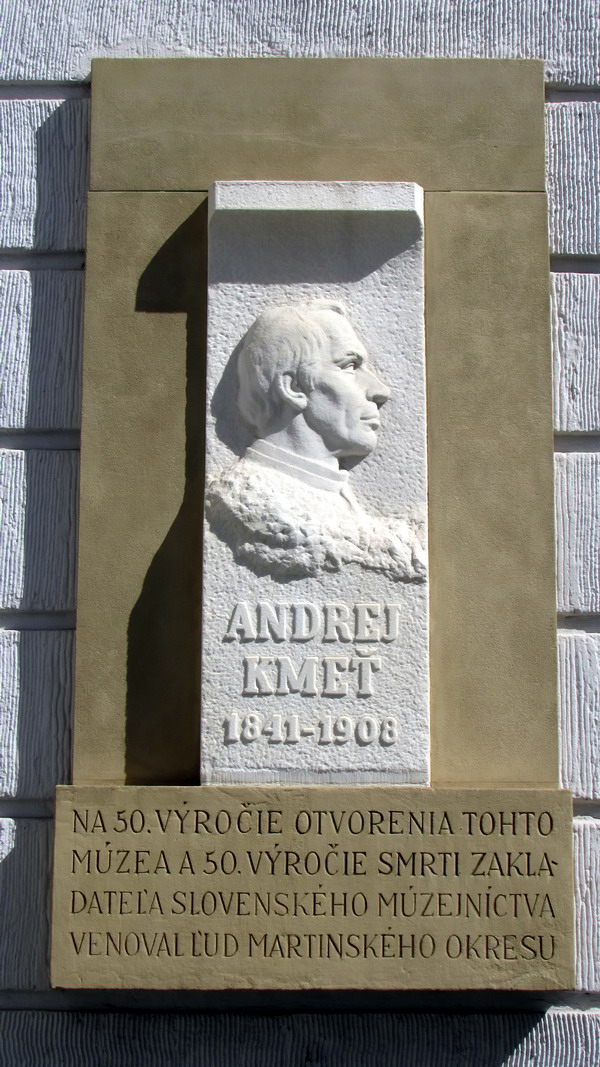 ANDREJ
KMEŤ
1841-1908
NA 50. VÝROČIE OTVORENIA TOHTO
MÚZEA A 50. VÝROČIE SMRTI ZAKLA-
DATEĽA SLOVENSKÉHO MÚZEJNÍCTVA
VENOVAL ĽUD MARTINSKÉHO OKRESU